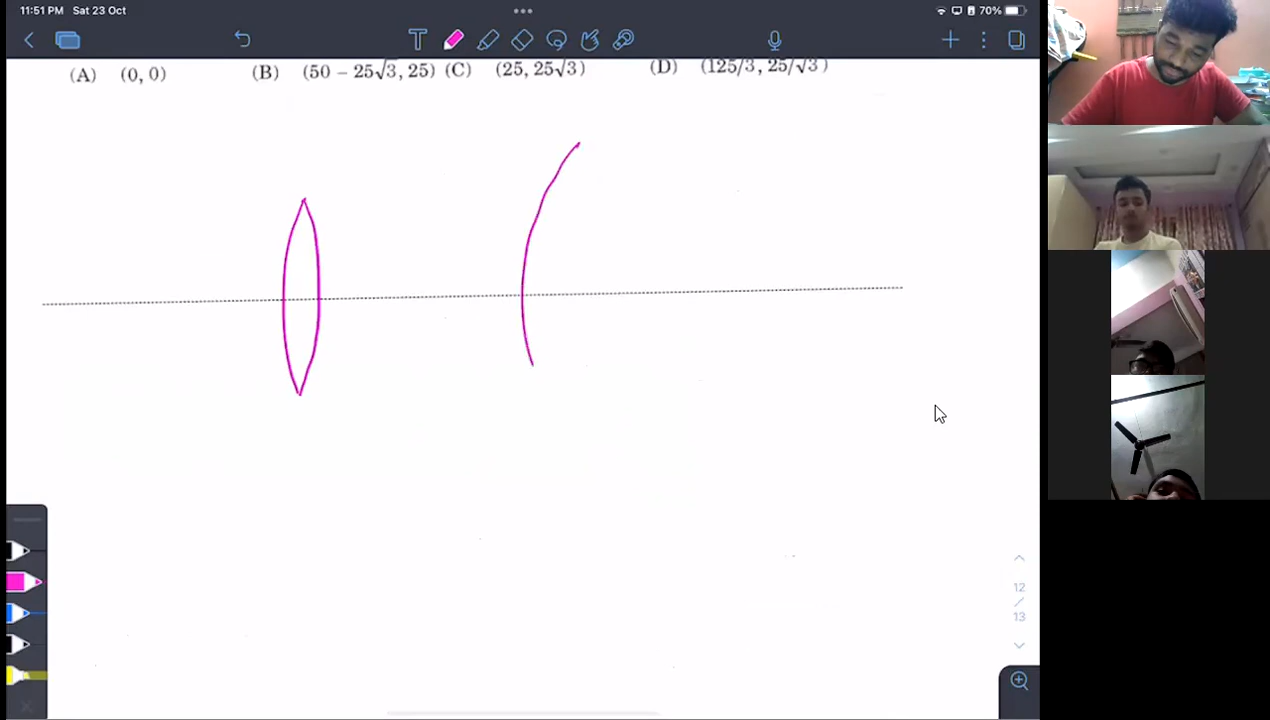 11:51 PM Sat 23 Oct
70%
T
(A) (0, 0) (B) (50 – 25√3, 25) (C) (25, 25√3) (D) (125/3, 25/√3)
12
/
13